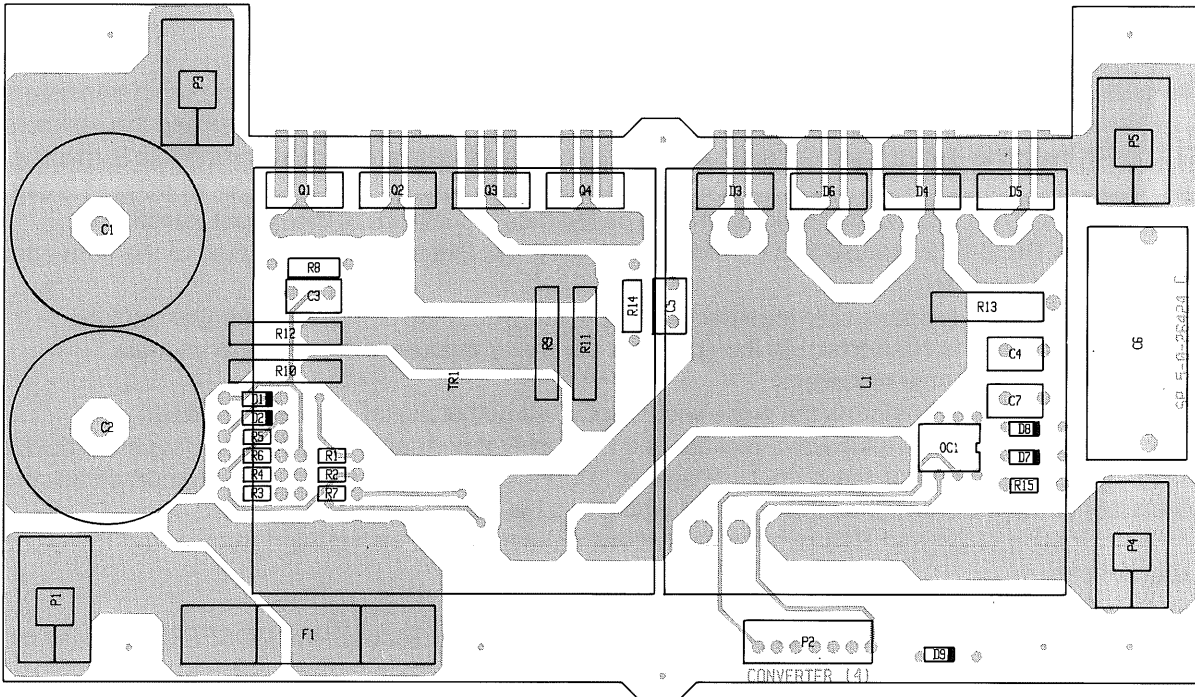 P3
P5
Q1 Q2 Q3 Q4 D3 D6 D4 D5
C1
R8
C3 R14 C5 R13
R12
R9 R11
C6
C4
R10
TR1
L1
D1
C7
D2
C2
R5
D8
R6 R1
OC1
D7
R4 R2
R3 R7
R15
P4
P1
F1
P2
D9
CONVERTER (4)